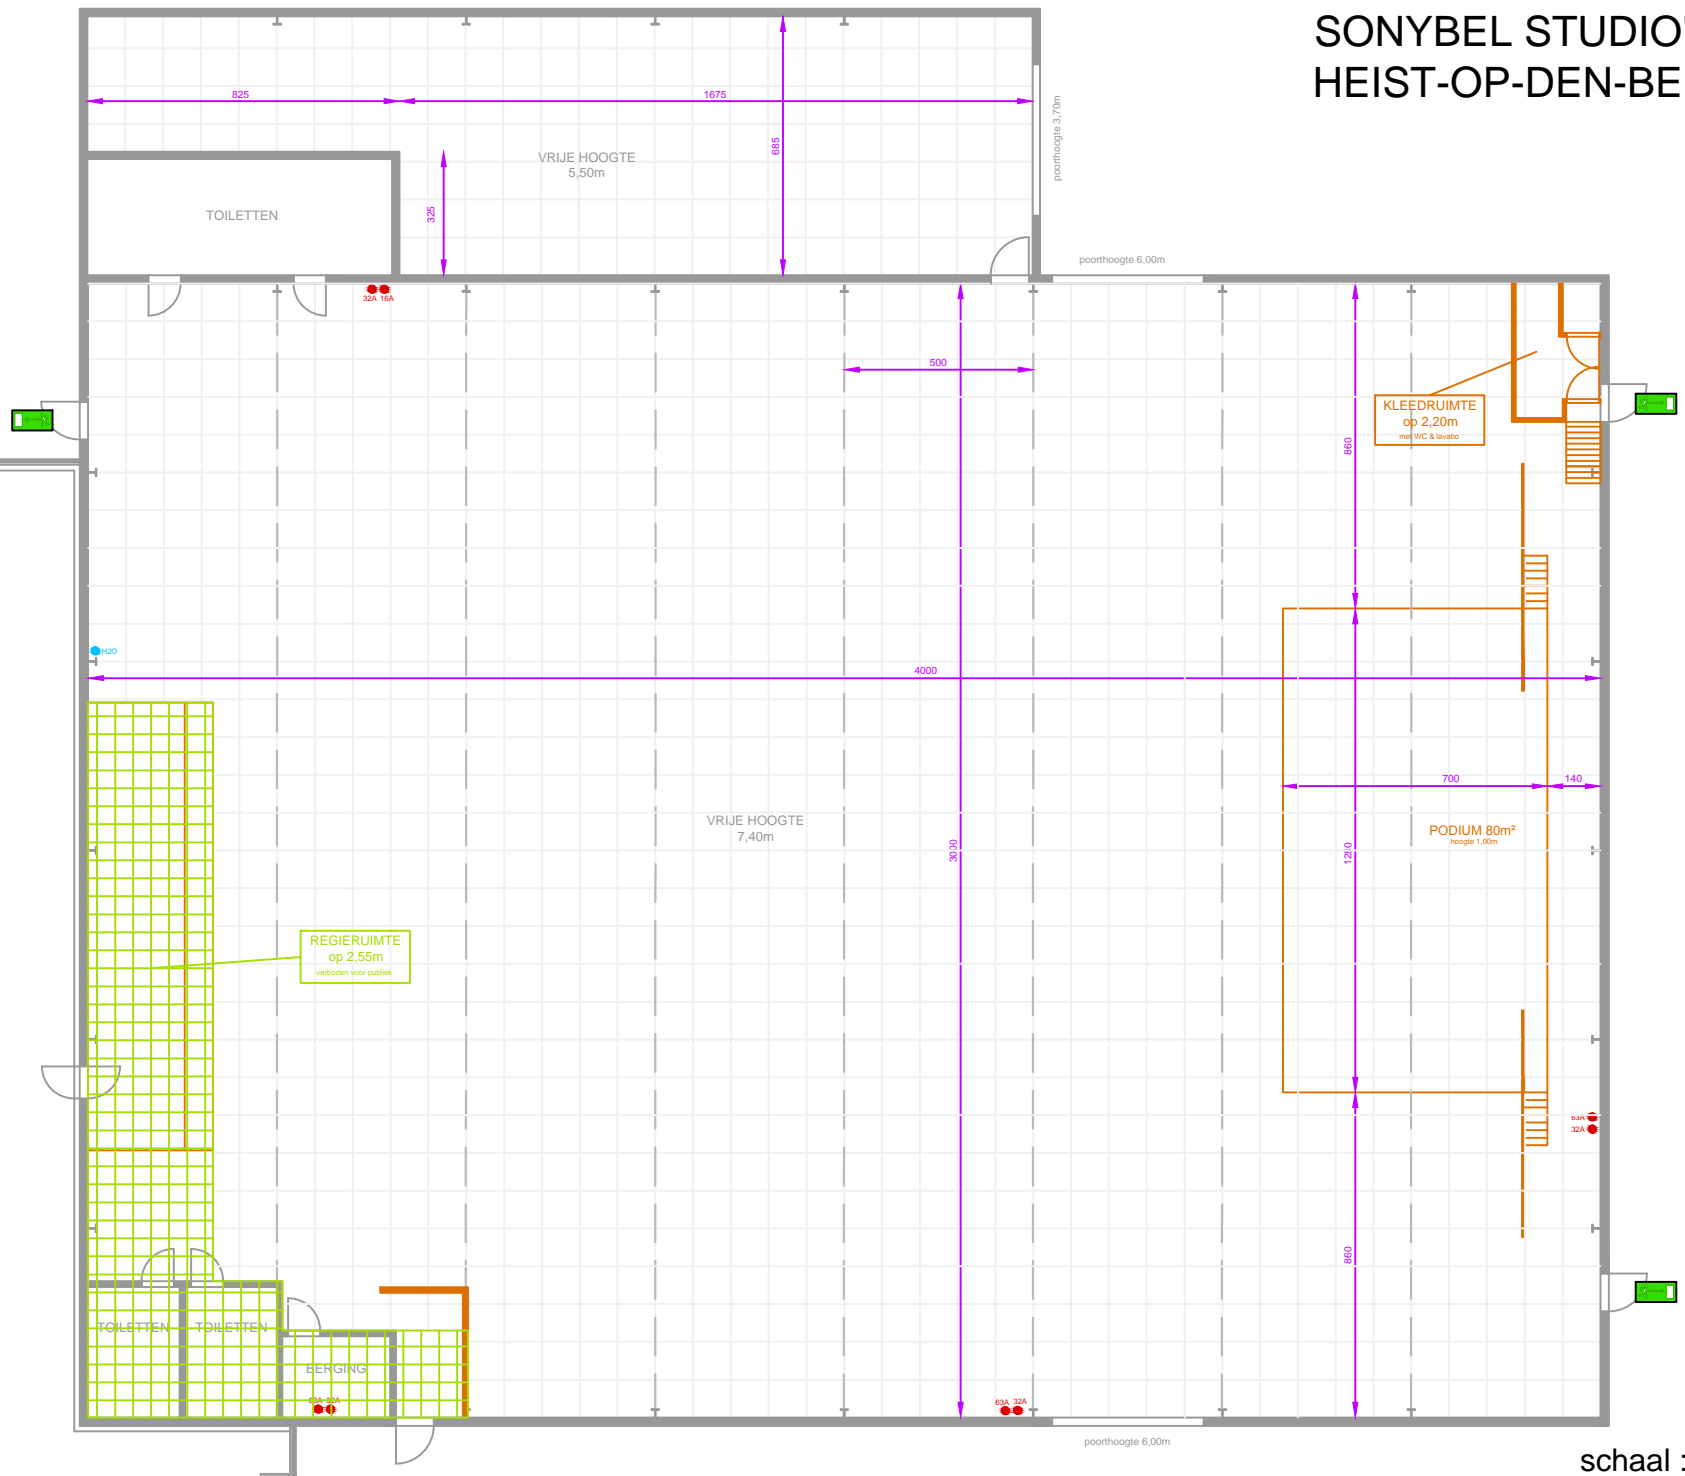 SONYBEL STUDIO'
HEIST-OP-DEN-BE
825
1675
685
poorthoogte 3,70m
VRIJE HOOGTE
5,50m
325
TOILETTEN
poorthoogte 6,00m
32A 16A
500
KLEEDRUIMTE
op 2,20m
met WC & lavabo
860
H2O
4000
700
140
VRIJE HOOGTE
7,40m
PODIUM 80m²
hoogte 1,00m
3000
1280
REGIERUIMTE
op 2,55m
verboden voor publiek
63A
32A
860
TOILETTEN
TOILETTEN
BERGING
63A 32A
63A 32A
poorthoogte 6,00m
schaal :